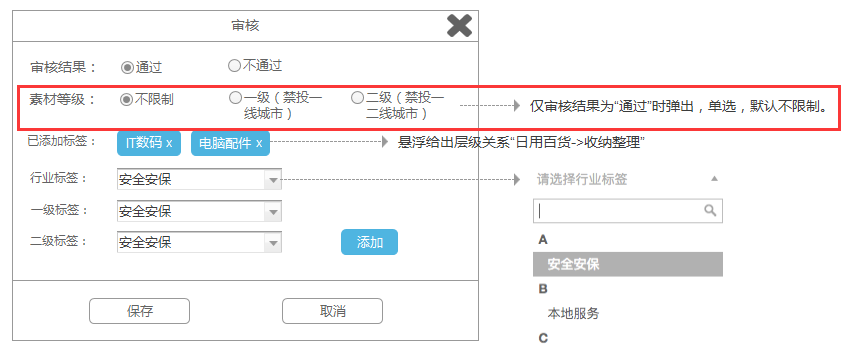 审核
审核结果： 通过 不通过
素材等级： 不限制 一级（禁投一线城市） 二级（禁投一二线城市） 仅审核结果为“通过”时弹出，单选，默认不限制。
已添加标签： IT数码 x 电脑配件 x 悬浮给出层级关系“日用百货->收纳整理”
行业标签： 安全安保 请选择行业标签
一级标签： 安全安保
二级标签： 安全安保 添加
A
安全安保
B
本地服务
C
保存 取消